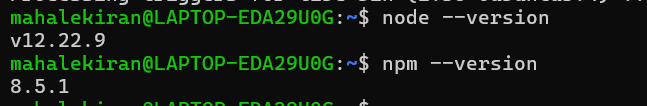 mahalekiran@LAPTOP-EDA29U0G:~$ node --version
v12.22.9
mahalekiran@LAPTOP-EDA29U0G:~$ npm --version
8.5.1